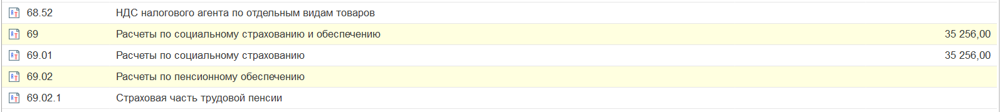 68.52 НДС налогового агента по отдельным видам товаров
69 Расчеты по социальному страхованию и обеспечению 35 256,00
69.01 Расчеты по социальному страхованию 35 256,00
69.02 Расчеты по пенсионному обеспечению
69.02.1 Страховая часть трудовой пенсии